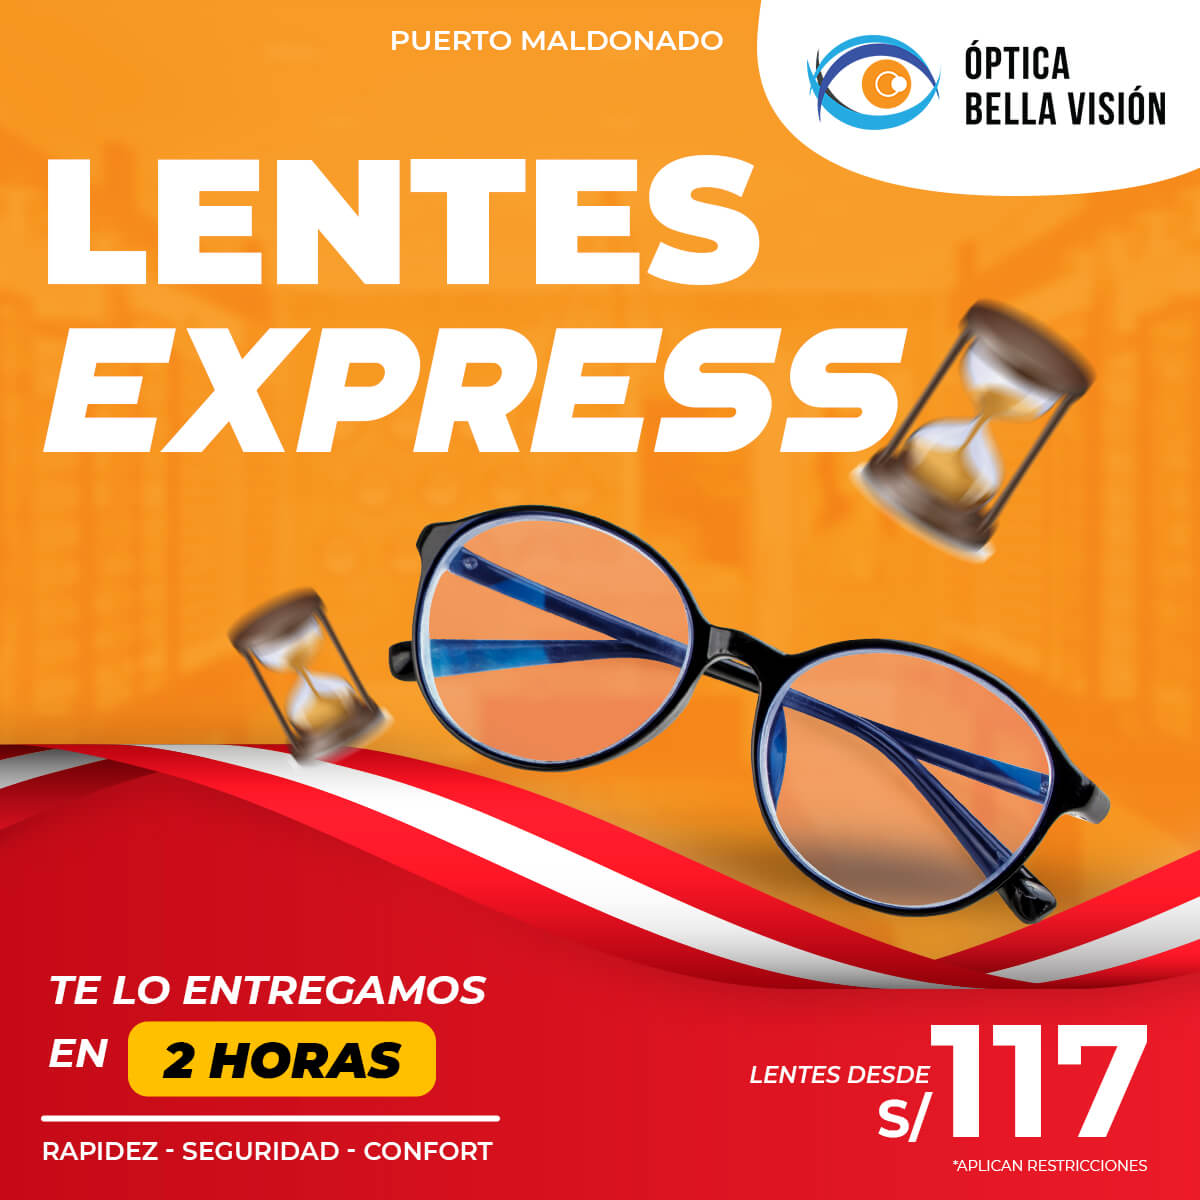 PUERTO MALDONADO
ÓPTICA
BELLA VISIÓN
LENTES
EXPRESS
TE LO ENTREGAMOS
EN 2 HORAS
RAPIDEZ - SEGURIDAD - CONFORT
LENTES DESDE
S/117
*APLICAN RESTRICCIONES